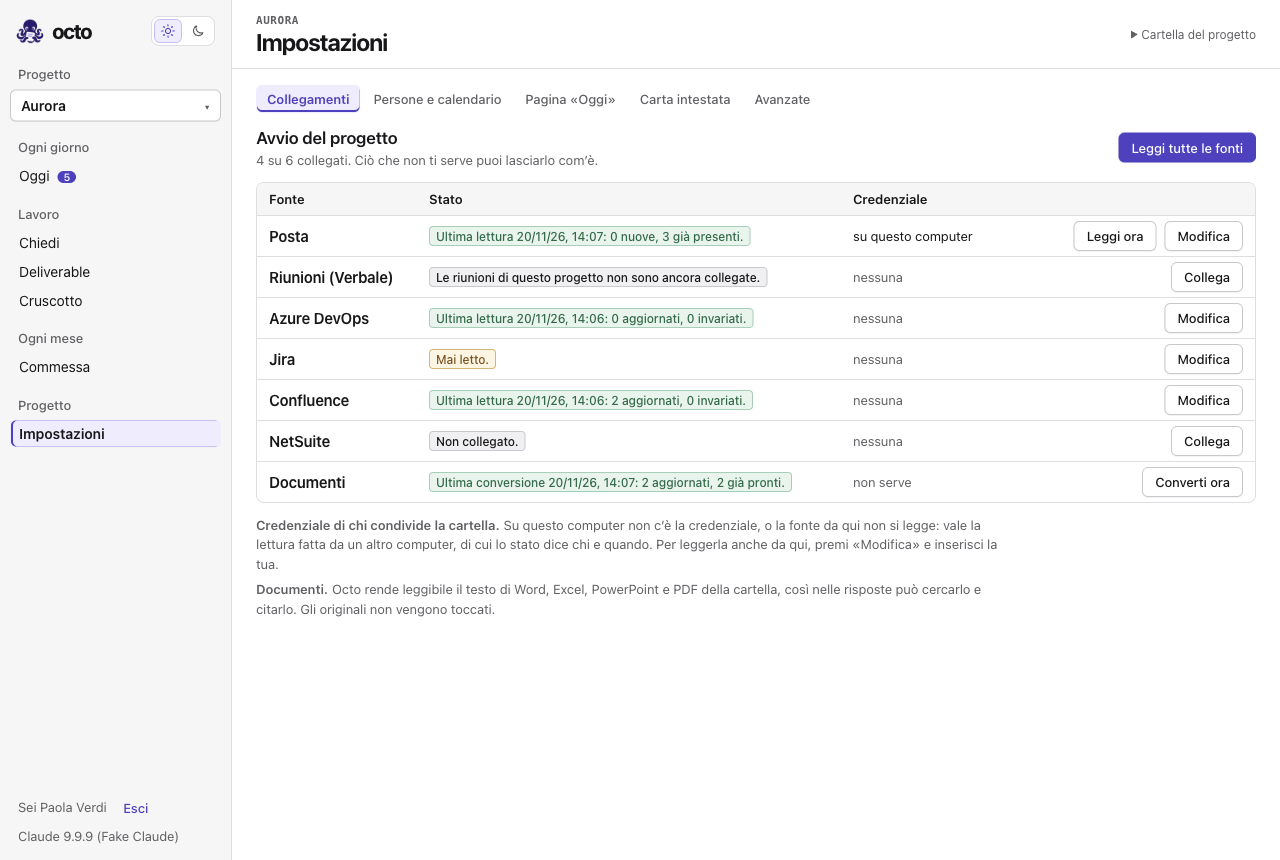 octo
Progetto
Aurora
Ogni giorno
Oggi 5
Lavoro
Chiedi
Deliverable
Cruscotto
Ogni mese
Commessa
Progetto
Impostazioni
Sei Paola Verdi Esci
Claude 9.9.9 (Fake Claude)
AURORA
Impostazioni
Cartella del progetto
Collegamenti Persone e calendario Pagina «Oggi» Carta intestata Avanzate
Avvio del progetto
4 su 6 collegati. Ciò che non ti serve puoi lasciarlo com’è.
Leggi tutte le fonti
Fonte Stato Credenziale
Posta Ultima lettura 20/11/26, 14:07: 0 nuove, 3 già presenti. su questo computer Leggi ora Modifica
Riunioni (Verbale) Le riunioni di questo progetto non sono ancora collegate. nessuna Collega
Azure DevOps Ultima lettura 20/11/26, 14:06: 0 aggiornati, 0 invariati. nessuna Modifica
Jira Mai letto. nessuna Modifica
Confluence Ultima lettura 20/11/26, 14:06: 2 aggiornati, 0 invariati. nessuna Modifica
NetSuite Non collegato. nessuna Collega
Documenti Ultima conversione 20/11/26, 14:07: 2 aggiornati, 2 già pronti. non serve Converti ora
Credenziale di chi condivide la cartella. Su questo computer non c’è la credenziale, o la fonte da qui non si legge: vale la
lettura fatta da un altro computer, di cui lo stato dice chi e quando. Per leggerla anche da qui, premi «Modifica» e inserisci la
tua.
Documenti. Octo rende leggibile il testo di Word, Excel, PowerPoint e PDF della cartella, così nelle risposte può cercarlo e
citarlo. Gli originali non vengono toccati.